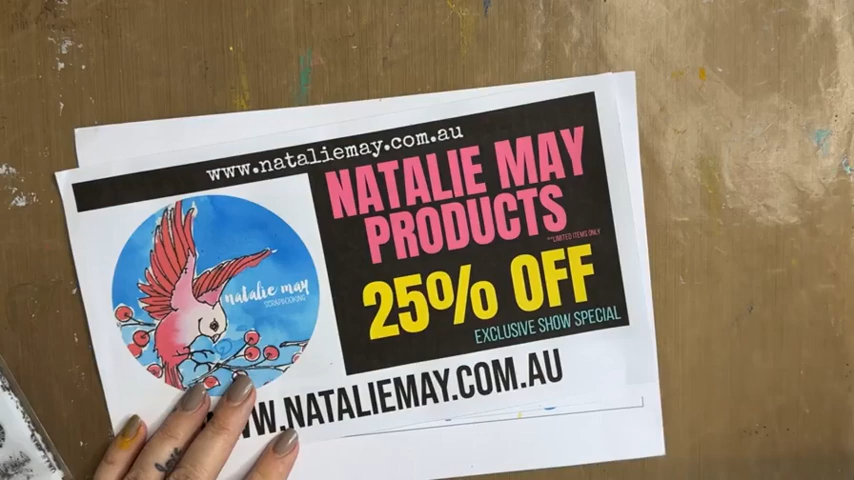 www.nataliemay.com.au
NATALIE MAY
PRODUCTS
**LIMITED ITEMS ONLY
25% OFF
EXCLUSIVE SHOW SPECIAL
natalie may
SCRAPBOOKING
WWW.NATALIEMAY.COM.AU